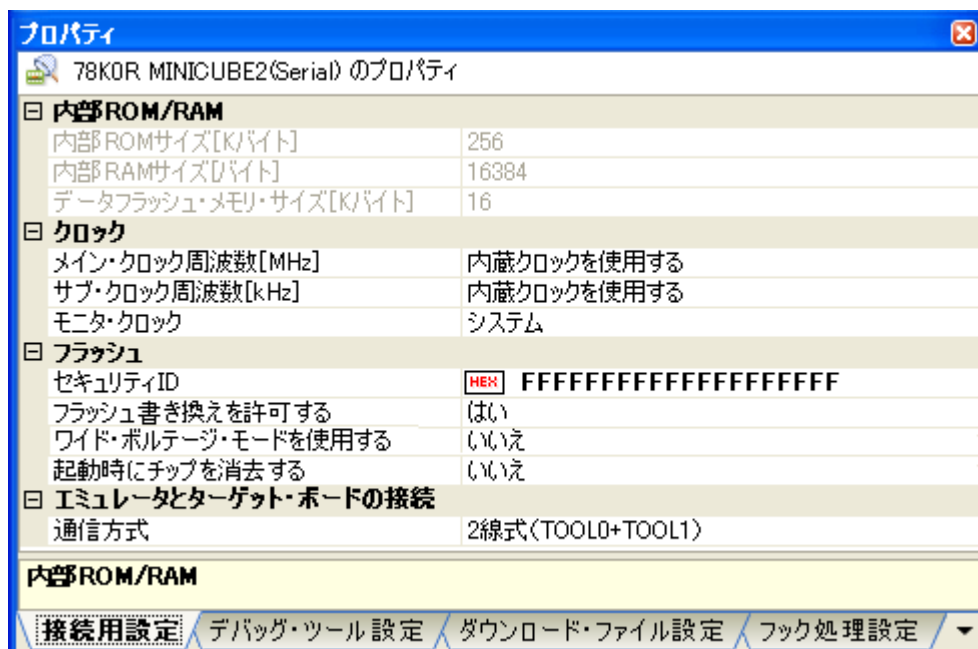 プロパティ
78K0R MINICUBE2(Serial) のプロパティ
内部ROM/RAM
内部ROMサイズ[Kバイト] 256
内部RAMサイズ[バイト] 16384
データフラッシュ・メモリ・サイズ[Kバイト] 16
クロック
メイン・クロック周波数[MHz] 内蔵クロックを使用する
サブ・クロック周波数[kHz] 内蔵クロックを使用する
モニタ・クロック システム
フラッシュ
セキュリティID HEX FFFFFFFFFFFFFFFFFFFF
フラッシュ書き換えを許可する はい
ワイド・ボルテージ・モードを使用する いいえ
起動時にチップを消去する いいえ
エミュレータとターゲット・ボードの接続
通信方式 2線式(TOOL0+TOOL1)
内部ROM/RAM
接続用設定 デバッグ・ツール設定 ダウンロード・ファイル設定 フック処理設定